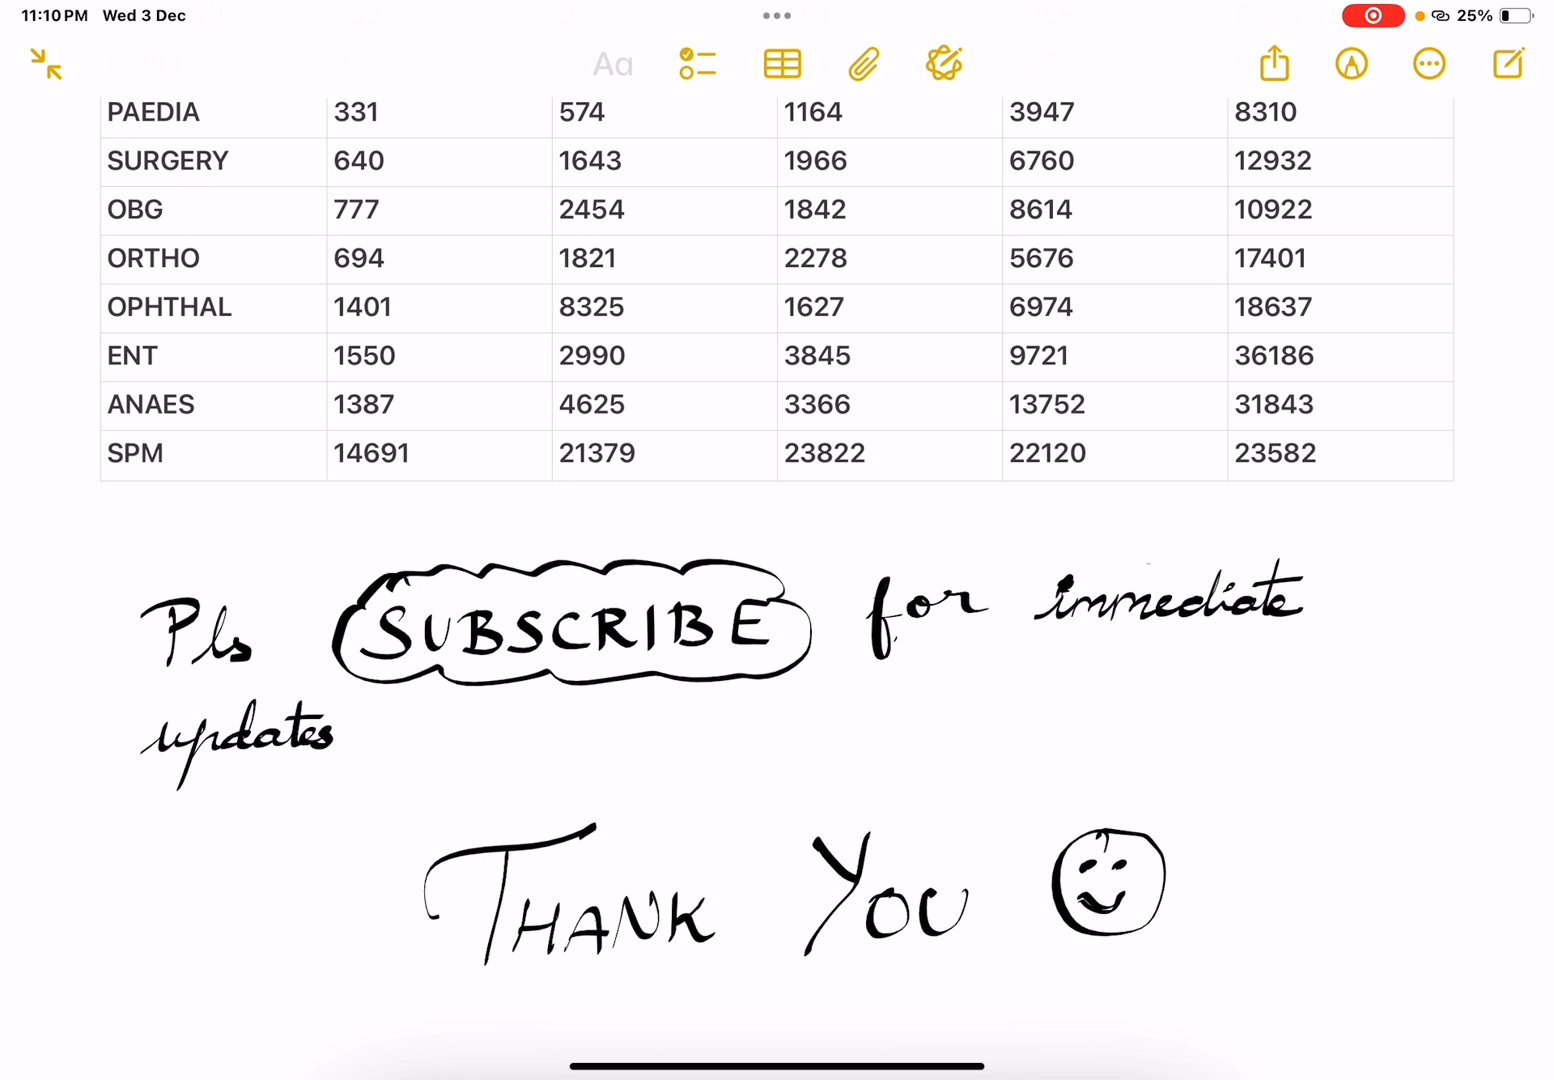 11:10 PM Wed 3 Dec 25%
Aa
PAEDIA 331 574 1164 3947 8310
SURGERY 640 1643 1966 6760 12932
OBG 777 2454 1842 8614 10922
ORTHO 694 1821 2278 5676 17401
OPHTHAL 1401 8325 1627 6974 18637
ENT 1550 2990 3845 9721 36186
ANAES 1387 4625 3366 13752 31843
SPM 14691 21379 23822 22120 23582
Pls SUBSCRIBE for immediate
updates
THANK YOU